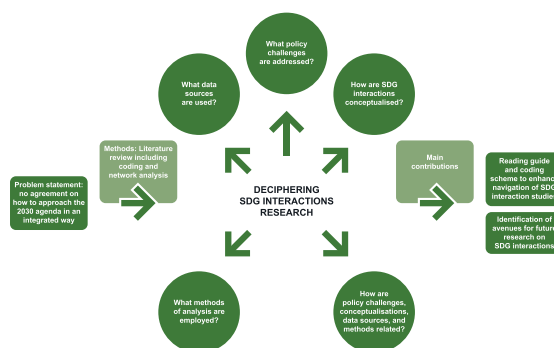 What policy
challenges
are addressed?
What data
sources
are used?
How are SDG
interactions
conceptualised?
Methods: Literature
review including
coding and
network analysis
Main
contributions
Problem statement:
no agreement on
how to approach the
2030 agenda in an
integrated way
DECIPHERING
SDG INTERACTIONS
RESEARCH
Reading guide
and coding
scheme to enhance
navigation of SDG
interaction studies
Identification of
avenues for future
research on
SDG interactions
What methods
of analysis are
employed?
How are
policy challenges,
conceptualisations,
data sources, and
methods related?